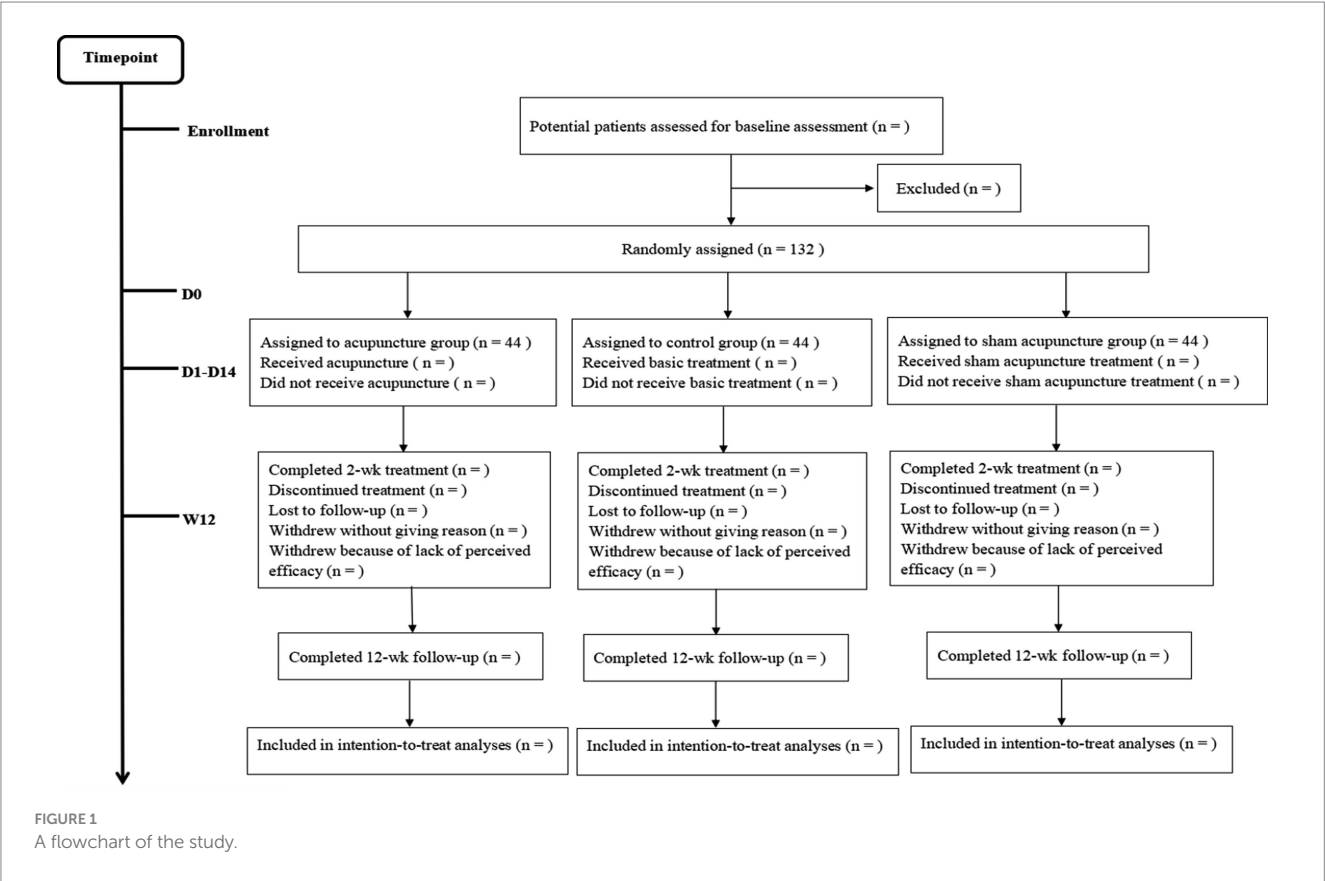 Timepoint
Enrollment
Potential patients assessed for baseline assessment (n = )
Excluded (n = )
Randomly assigned (n = 132 )
D0
Assigned to acupuncture group (n = 44 )
Received acupuncture ( n = )
Did not receive acupuncture ( n = )
Assigned to control group (n = 44 )
Received basic treatment ( n = )
Did not receive basic treatment ( n = )
Assigned to sham acupuncture group (n = 44 )
Received sham acupuncture treatment ( n = )
Did not receive sham acupuncture treatment ( n = )
D1-D14
Completed 2-wk treatment (n = )
Discontinued treatment (n = )
Lost to follow-up (n = )
Withdrew without giving reason (n = )
Withdrew because of lack of perceived
efficacy (n = )
Completed 2-wk treatment (n = )
Discontinued treatment (n = )
Lost to follow-up (n = )
Withdrew without giving reason (n = )
Withdrew because of lack of perceived
efficacy (n = )
Completed 2-wk treatment (n = )
Discontinued treatment (n = )
Lost to follow-up (n = )
Withdrew without giving reason (n = )
Withdrew because of lack of perceived
efficacy (n = )
W12
Completed 12-wk follow-up (n = )
Completed 12-wk follow-up (n = )
Completed 12-wk follow-up (n = )
Included in intention-to-treat analyses (n = )
Included in intention-to-treat analyses (n = )
Included in intention-to-treat analyses (n = )
FIGURE 1
A flowchart of the study.